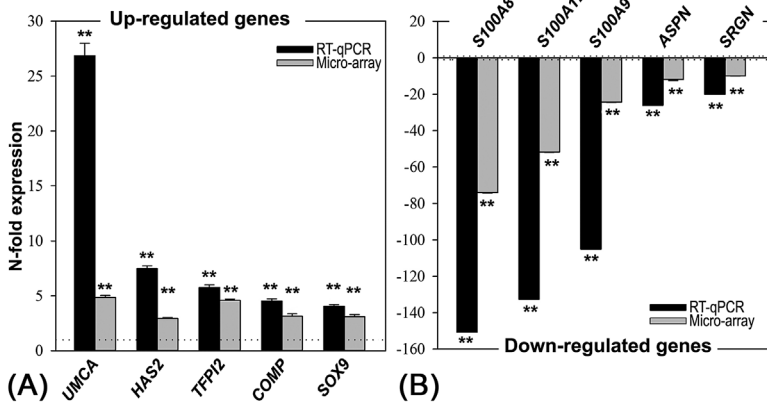 Up-regulated genes
**
RT-qPCR
Micro-array
30
25
20
15
10
5
0
N-fold expression
** ** ** ** ** ** ** ** **
UMCA HAS2 TFPI2 COMP SOX9
(A)
S100A8 S100A9 ASPN SRGN
20
0
-20
-40
-60
-80
-100
-120
-140
-160
** ** ** ** ** ** ** ** ** **
RT-qPCR
Micro-array
Down-regulated genes
(B)